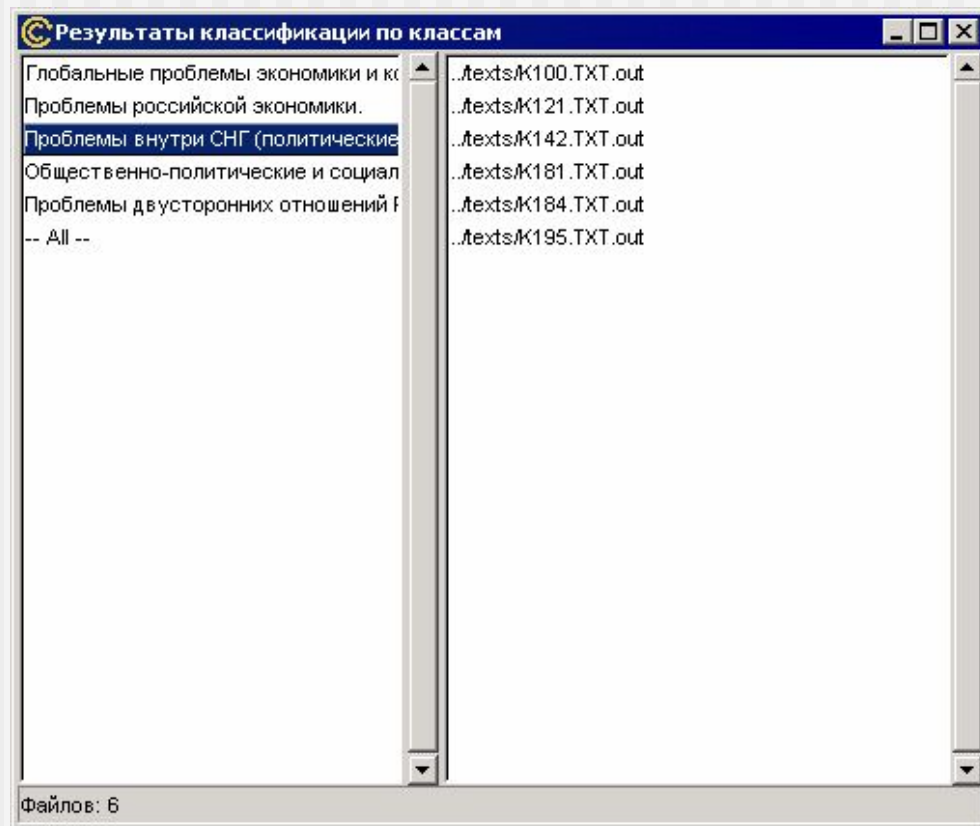 Результаты классификации по классам
Глобальные проблемы экономики и ко
Проблемы российской экономики.
Проблемы внутри СНГ (политические
Общественно-политические и социал
Проблемы двусторонних отношений
-- All --
../texts/K100.TXT.out
../texts/K121.TXT.out
../texts/K142.TXT.out
../texts/K181.TXT.out
../texts/K184.TXT.out
../texts/K195.TXT.out
Файлов: 6